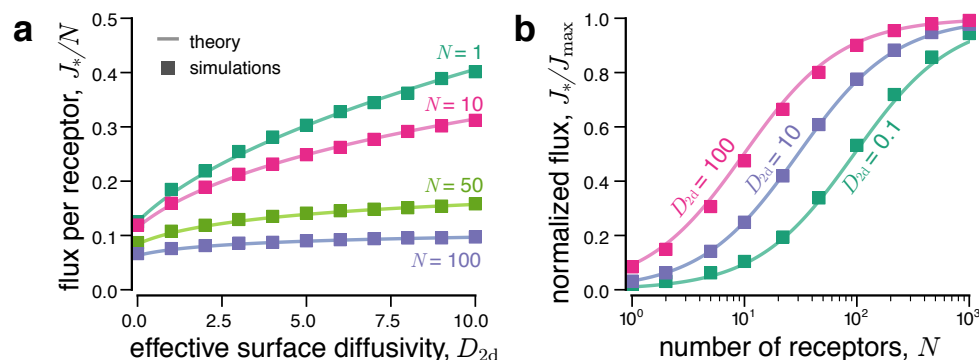 a
flux per receptor, J*/N
0.5
0.4
0.3
0.2
0.1
0.0
theory
simulations
N = 1
N = 10
N = 50
N = 100
0.0 2.5 5.0 7.5 10.0
effective surface diffusivity, D2d
b
normalized flux, J*/Jmax
1.0
0.8
0.6
0.4
0.2
0.0
D2d = 100
D2d = 10
D2d = 0.1
10⁰ 10¹ 10² 10³
number of receptors, N